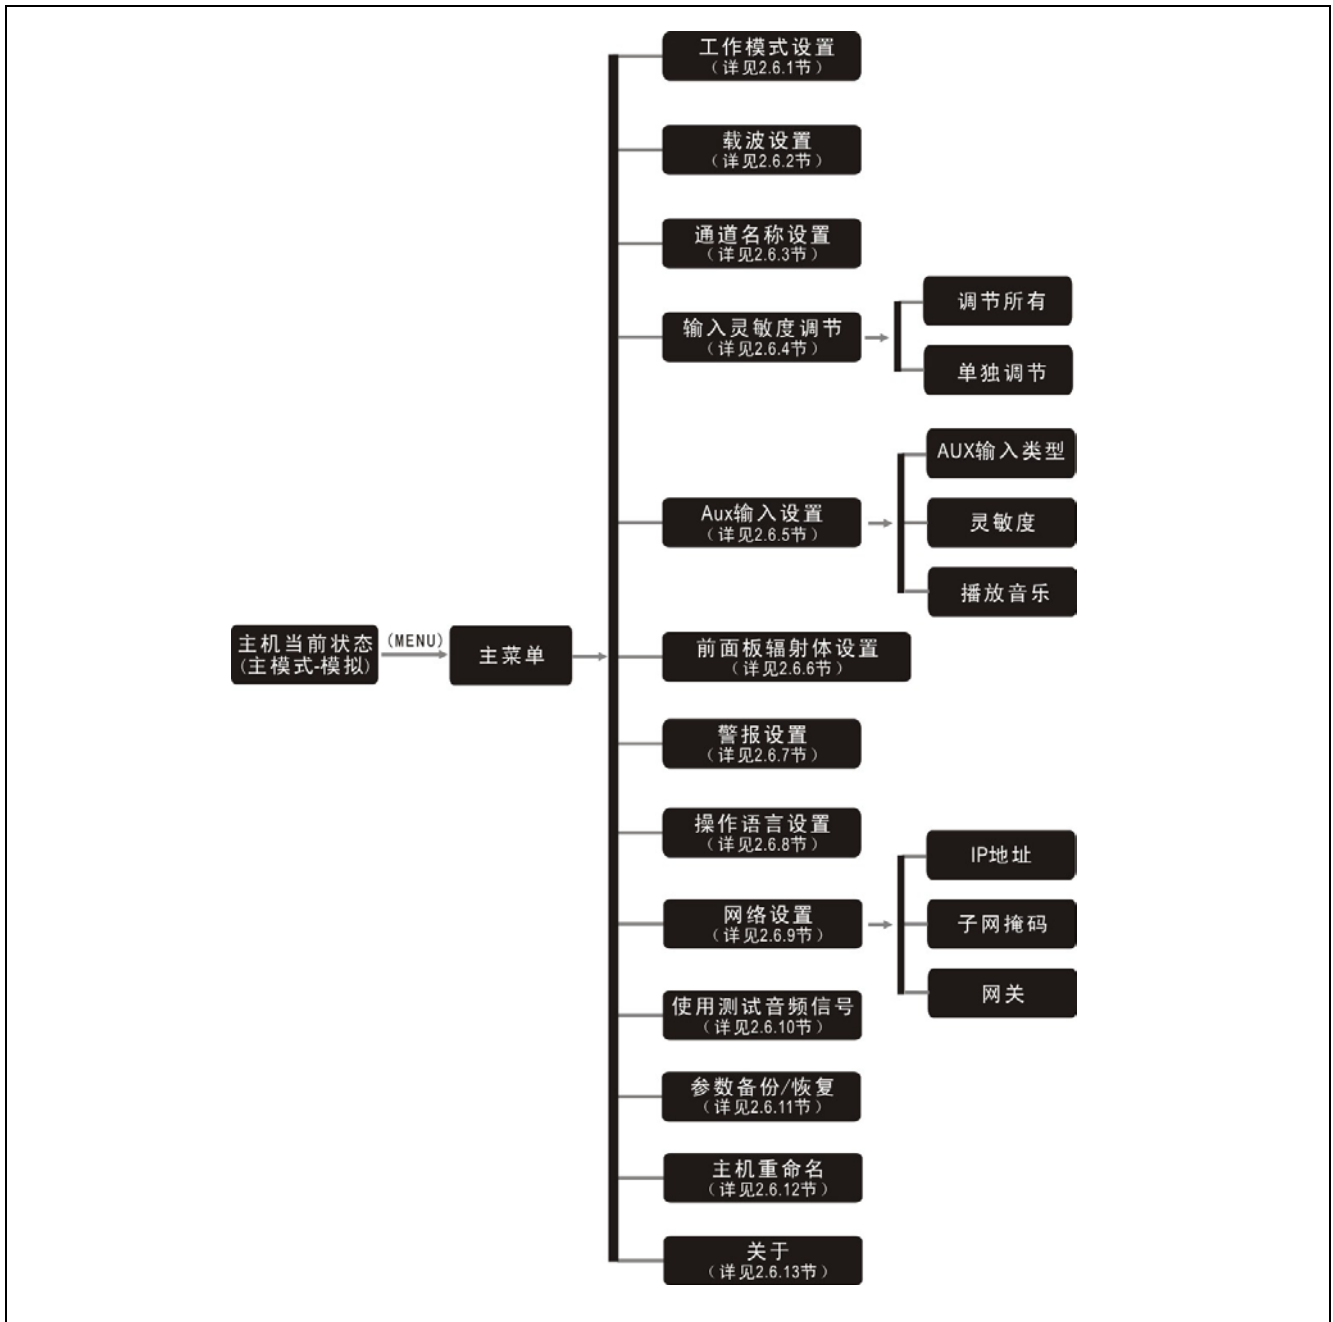 工作模式设置
（详见2.6.1节）
载波设置
（详见2.6.2节）
通道名称设置
（详见2.6.3节）
输入灵敏度调节
（详见2.6.4节）
调节所有
单独调节
Aux输入设置
（详见2.6.5节）
AUX输入类型
灵敏度
播放音乐
主机当前状态
(主模式-模拟)
(MENU)
主菜单
前面板辐射体设置
（详见2.6.6节）
警报设置
（详见2.6.7节）
操作语言设置
（详见2.6.8节）
网络设置
（详见2.6.9节）
IP地址
子网掩码
网关
使用测试音频信号
（详见2.6.10节）
参数备份/恢复
（详见2.6.11节）
主机重命名
（详见2.6.12节）
关于
（详见2.6.13节）